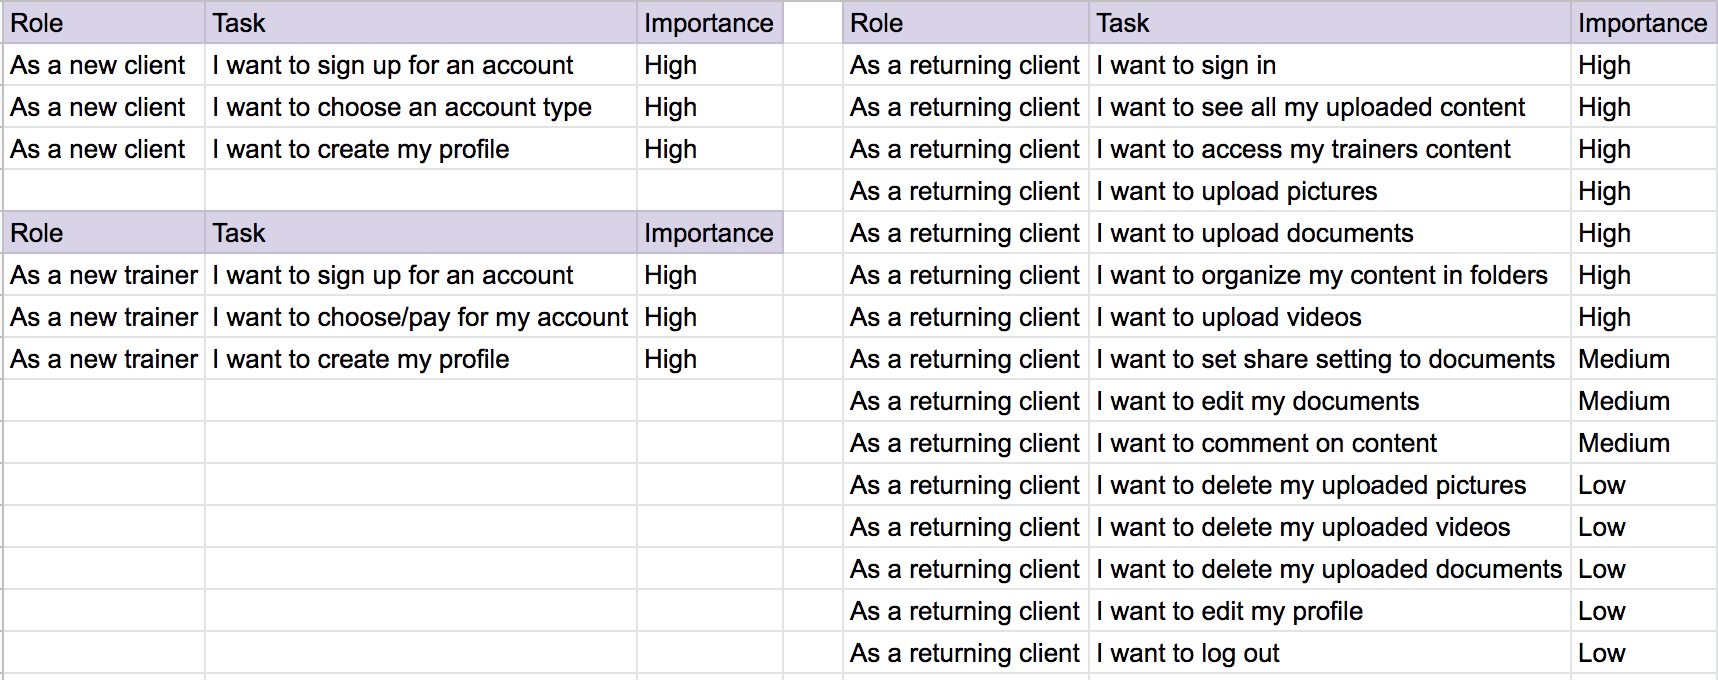 Role Task Importance
As a new client I want to sign up for an account High
As a new client I want to choose an account type High
As a new client I want to create my profile High
Role Task Importance
As a new trainer I want to sign up for an account High
As a new trainer I want to choose/pay for my account High
As a new trainer I want to create my profile High
Role Task Importance
As a returning client I want to sign in High
As a returning client I want to see all my uploaded content High
As a returning client I want to access my trainers content High
As a returning client I want to upload pictures High
As a returning client I want to upload documents High
As a returning client I want to organize my content in folders High
As a returning client I want to upload videos High
As a returning client I want to set share setting to documents Medium
As a returning client I want to edit my documents Medium
As a returning client I want to comment on content Medium
As a returning client I want to delete my uploaded pictures Low
As a returning client I want to delete my uploaded videos Low
As a returning client I want to delete my uploaded documents Low
As a returning client I want to edit my profile Low
As a returning client I want to log out Low